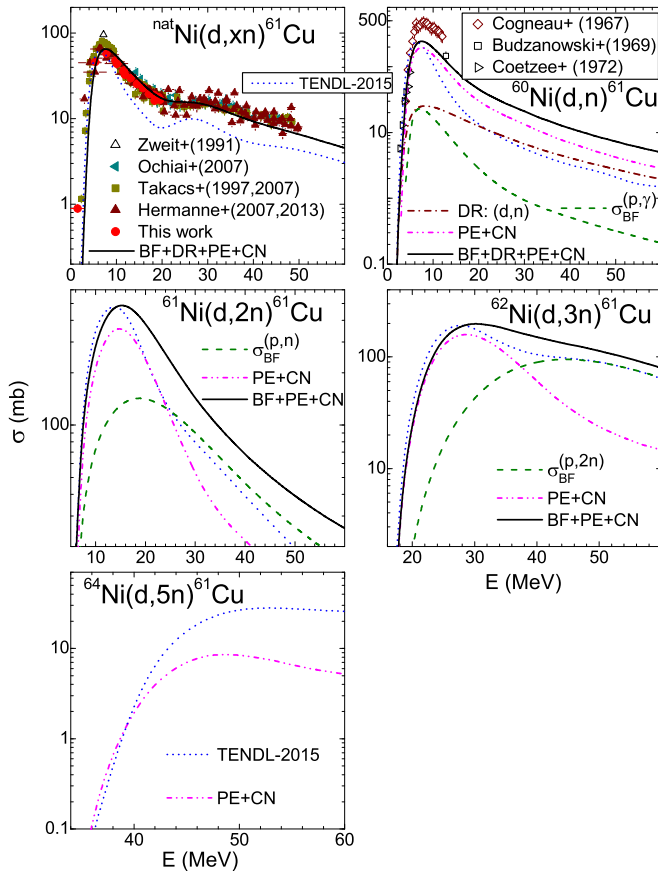 natNi(d,xn)61Cu
100
10
1
0
10
20
30
40
50
TENDL-2015
Zweit+(1991)
Ochiai+(2007)
Takacs+(1997,2007)
Hermanne+(2007,2013)
This work
BF+DR+PE+CN
500
10
0.1
0
10
20
30
40
50
Cogneau+ (1967)
Budzanowski+(1969)
Coetzee+ (1972)
60Ni(d,n)61Cu
DR: (d,n)
σBF(p,γ)
PE+CN
BF+DR+PE+CN
61Ni(d,2n)61Cu
σBF(p,n)
PE+CN
BF+PE+CN
σ (mb)
100
10
20
30
40
50
62Ni(d,3n)61Cu
100
10
σBF(p,2n)
PE+CN
BF+PE+CN
20
30
40
50
E (MeV)
64Ni(d,5n)61Cu
100
10
1
0.1
TENDL-2015
PE+CN
40
50
60
E (MeV)